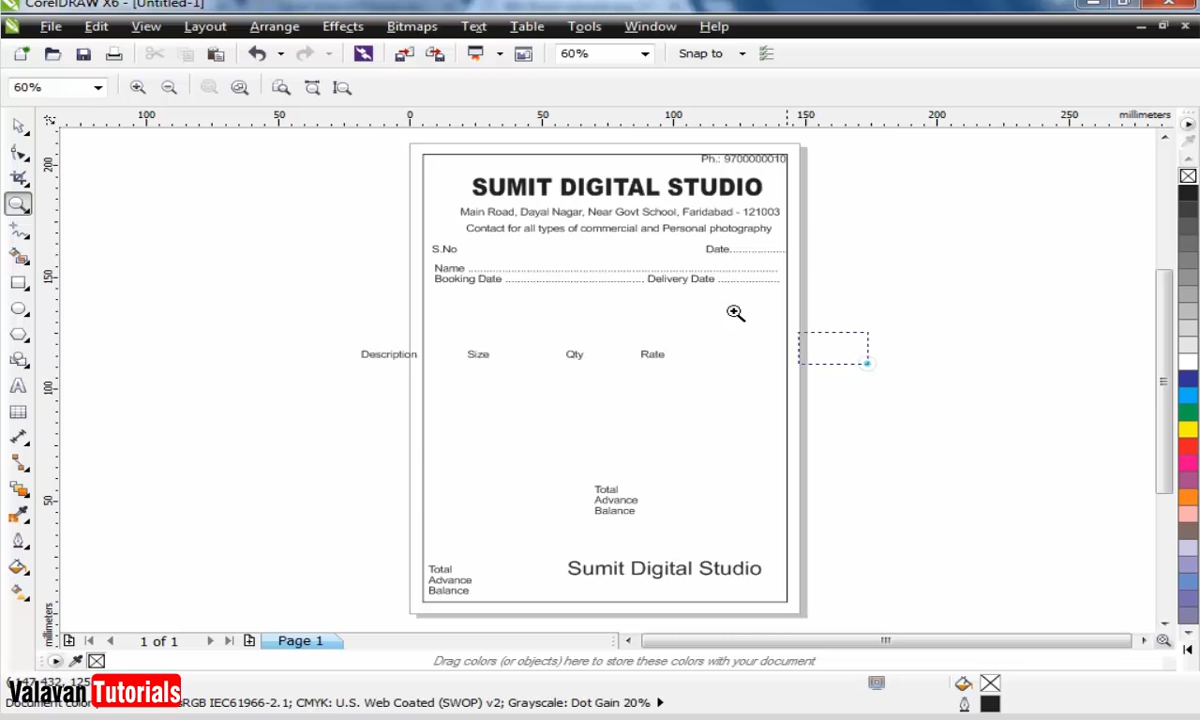 CorelDRAW X6 - [Untitled-1]
File Edit View Layout Arrange Effects Bitmaps Text Table Tools Window Help
60% Snap to
60%
100 50 0 50 100 150 200 250 millimeters
200
150
100
50
millimeters
Ph.: 9700000010
SUMIT DIGITAL STUDIO
Main Road, Dayal Nagar, Near Govt School, Faridabad - 121003
Contact for all types of commercial and Personal photography
S.No Date..................
Name ................................................................................
Booking Date .................................... Delivery Date ................
Description Size Qty Rate
Total
Advance
Balance
Sumit Digital Studio
Total
Advance
Balance
1 of 1 Page 1
Drag colors (or objects) here to store these colors with your document
Valavan Tutorials
sRGB IEC61966-2.1; CMYK: U.S. Web Coated (SWOP) v2; Grayscale: Dot Gain 20%